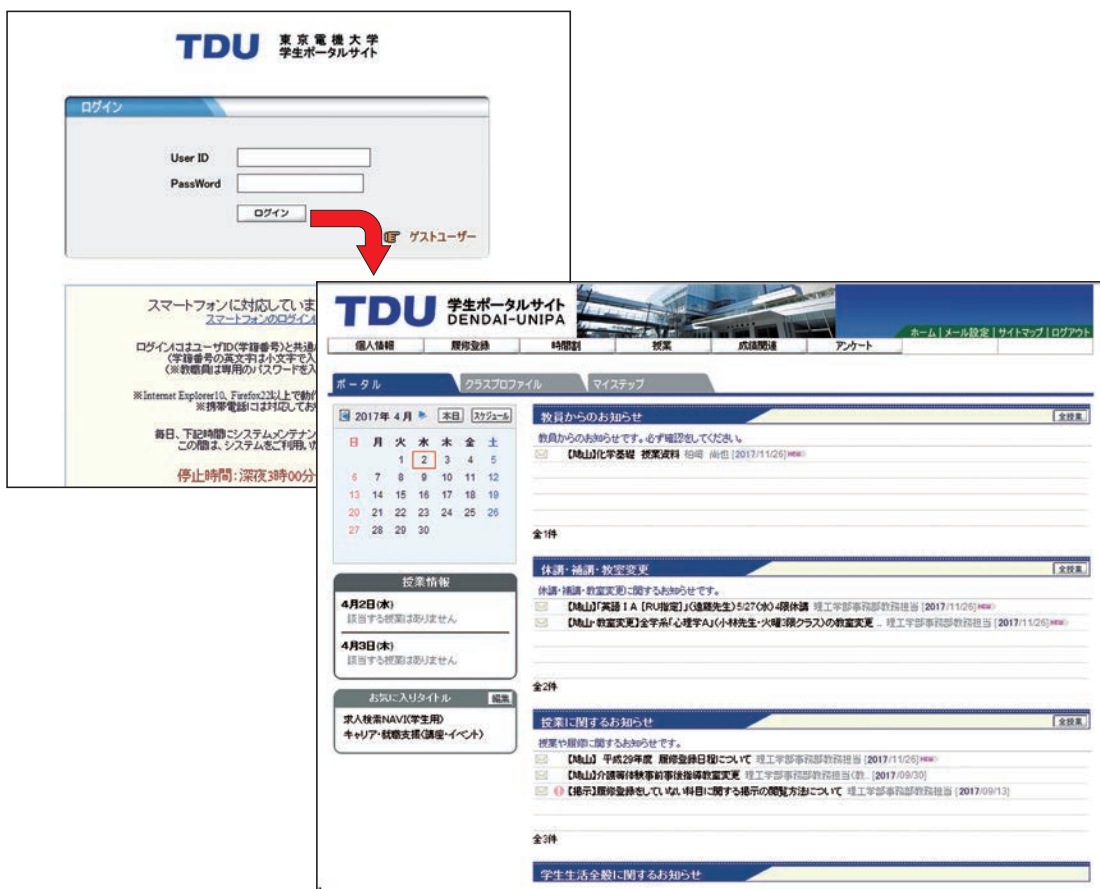 TDU 東京電機大学
学生ポータルサイト
ログイン
User ID
PassWord
ログイン
ゲストユーザー
スマートフォンに対応していま
スマートフォンのログイン
ログインにはユーザID(学籍番号)と共通
(学籍番号の英文字は小文字で入
(※教職員は専用のパスワードを入
※Internet Explorer10、Firefox22以上で動作
※携帯電話には対応してお
毎日、下記時間にシステムメンテナン
この間は、システムをご利用い
停止時間:深夜3時00分
TDU 学生ポータルサイト
DENDAI-UNIPA
ホーム | メール設定 | サイトマップ | ログアウト
個人情報 履修登録 時間割 授業 成績関連 アンケート
ポータル クラスプロファイル マイステップ
2017年 4月 本日 スケジュール
日 月 火 水 木 金 土
1 2 3 4 5
6 7 8 9 10 11 12
13 14 15 16 17 18 19
20 21 22 23 24 25 26
27 28 29 30
授業情報
4月2日(水)
該当する授業はありません
4月3日(木)
該当する授業はありません
お気に入りタイトル 編集
求人検索NAVI(学生用)
キャリア・就職支援(講座・イベント)
教員からのお知らせ 全授業
教員からのお知らせです。必ず確認をしてください。
【鳩山】化学基礎 授業資料 柏崎 尚也 [2017/11/26] NEW
全1件
休講・補講・教室変更 全授業
休講・補講・教室変更に関するお知らせです。
【鳩山】「英語ⅠA [RU指定]」(遠藤先生)5/27(水)4限休講 理工学部事務部教務担当 [2017/11/26] NEW
【鳩山・教室変更】全学系「心理学A」(小林先生・火曜3限クラス)の教室変更 .. 理工学部事務部教務担当 [2017/11/26] NEW
全2件
授業に関するお知らせ 全授業
授業や履修に関するお知らせです。
【鳩山】 平成29年度 履修登録日程について 理工学部事務部教務担当 [2017/11/26] NEW
【鳩山】介護等体験事前事後指導教室変更 理工学部事務部教務担当(教.. [2017/09/30]
【掲示】履修登録をしていない科目に関する掲示の閲覧方法について 理工学部事務部教務担当 [2017/09/13]
全3件
学生生活全般に関するお知らせ